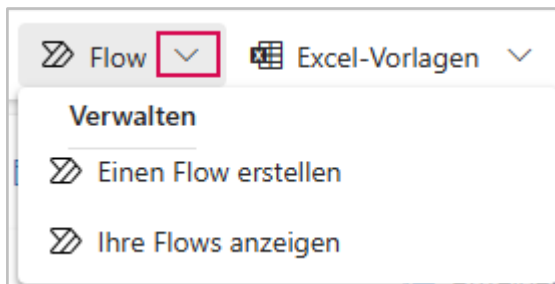 Flow Excel-Vorlagen
Verwalten
Einen Flow erstellen
Ihre Flows anzeigen